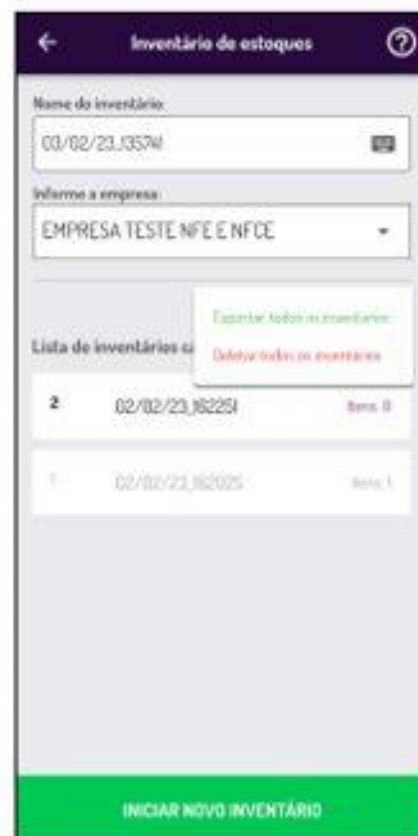 Inventário de estoques
Nome do inventário
03/02/23_135741
Informe a empresa
EMPRESA TESTE NFE E NFCE
Exportar todos os inventários
Lista de inventários ca
Deletar todos os inventários
2 02/02/23_162251 Itens: 0
1 02/02/23_162025 Itens: 1
INICIAR NOVO INVENTÁRIO